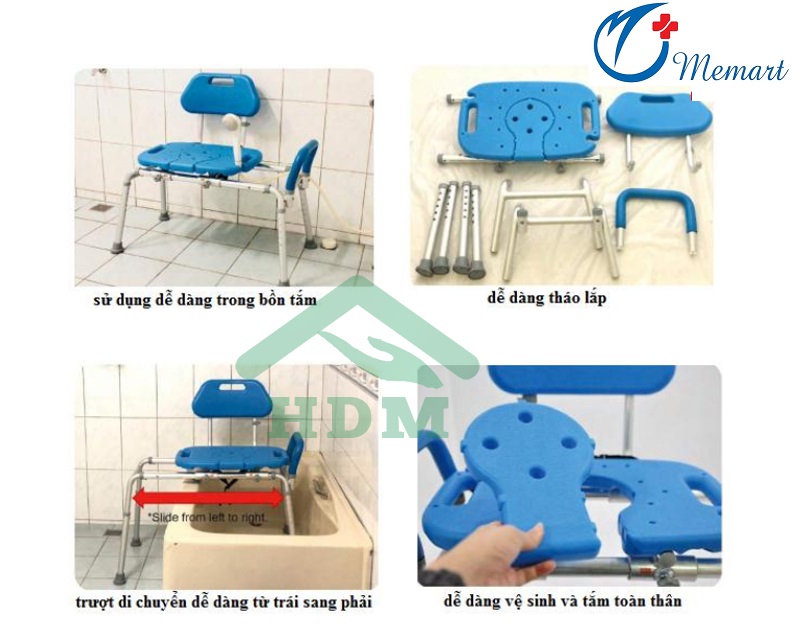 Memart
sử dụng dễ dàng trong bồn tắm
dễ dàng tháo lắp
HDM
*Slide from left to right.
trượt di chuyển dễ dàng từ trái sang phải
dễ dàng vệ sinh và tắm toàn thân